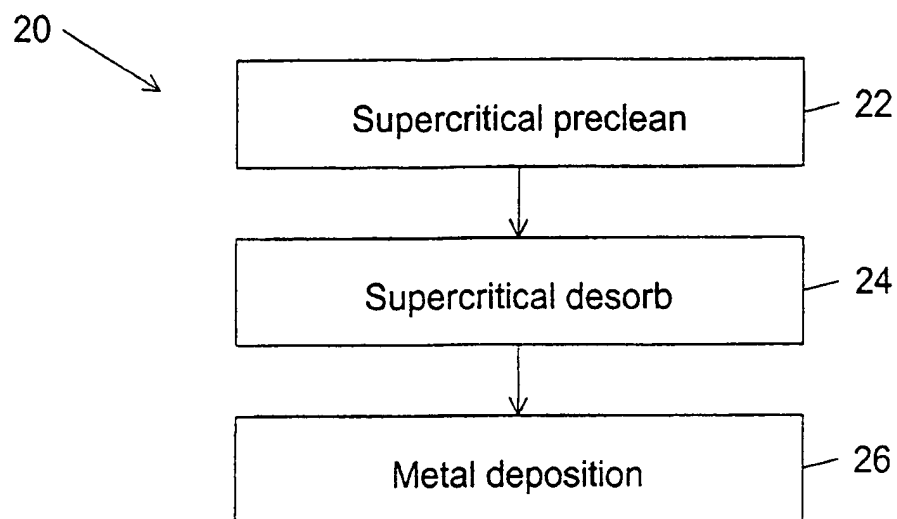 20
Supercritical preclean
22
Supercritical desorb
24
Metal deposition
26